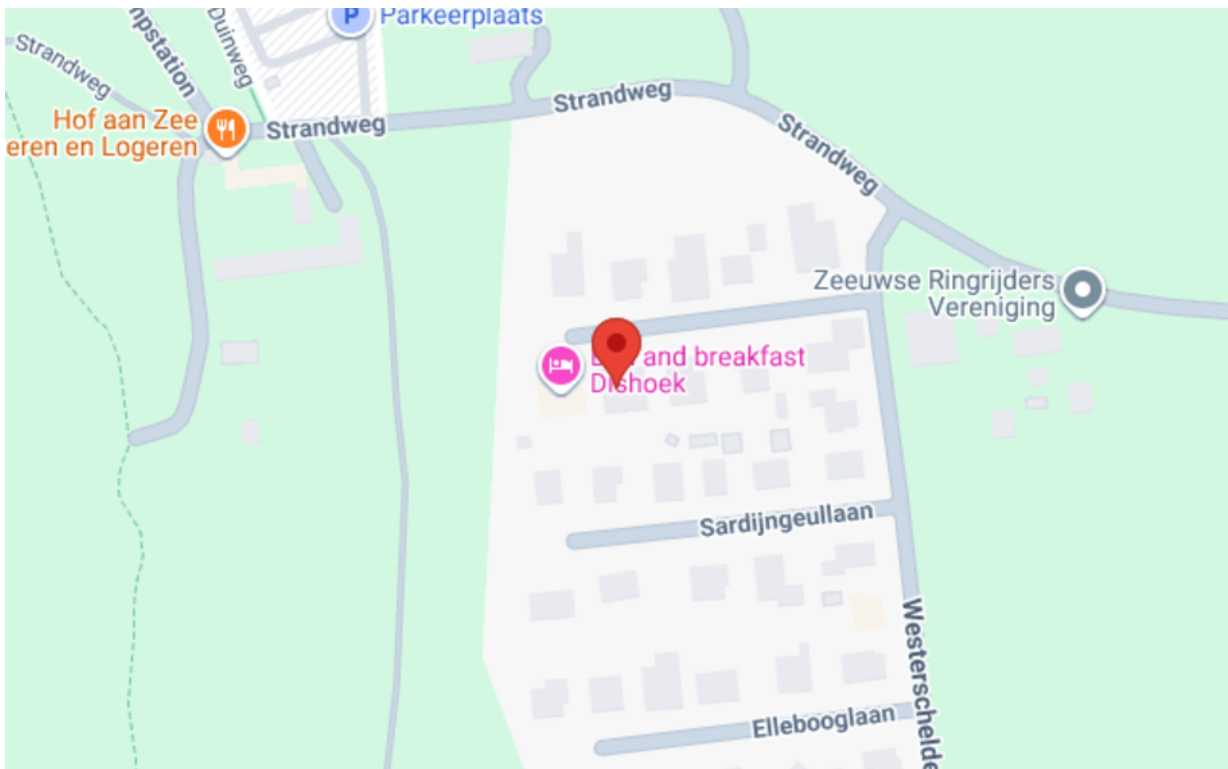 P Parkeerplaats
Strandweg
mpstation
Duinweg
Strandweg
Strandweg
Strandweg
Hof aan Zee
eren en Logeren
Zeeuwse Ringrijders
Vereniging
and breakfast
Dishoek
Sardijngeullaan
Westerschelde
Ellebooglaan